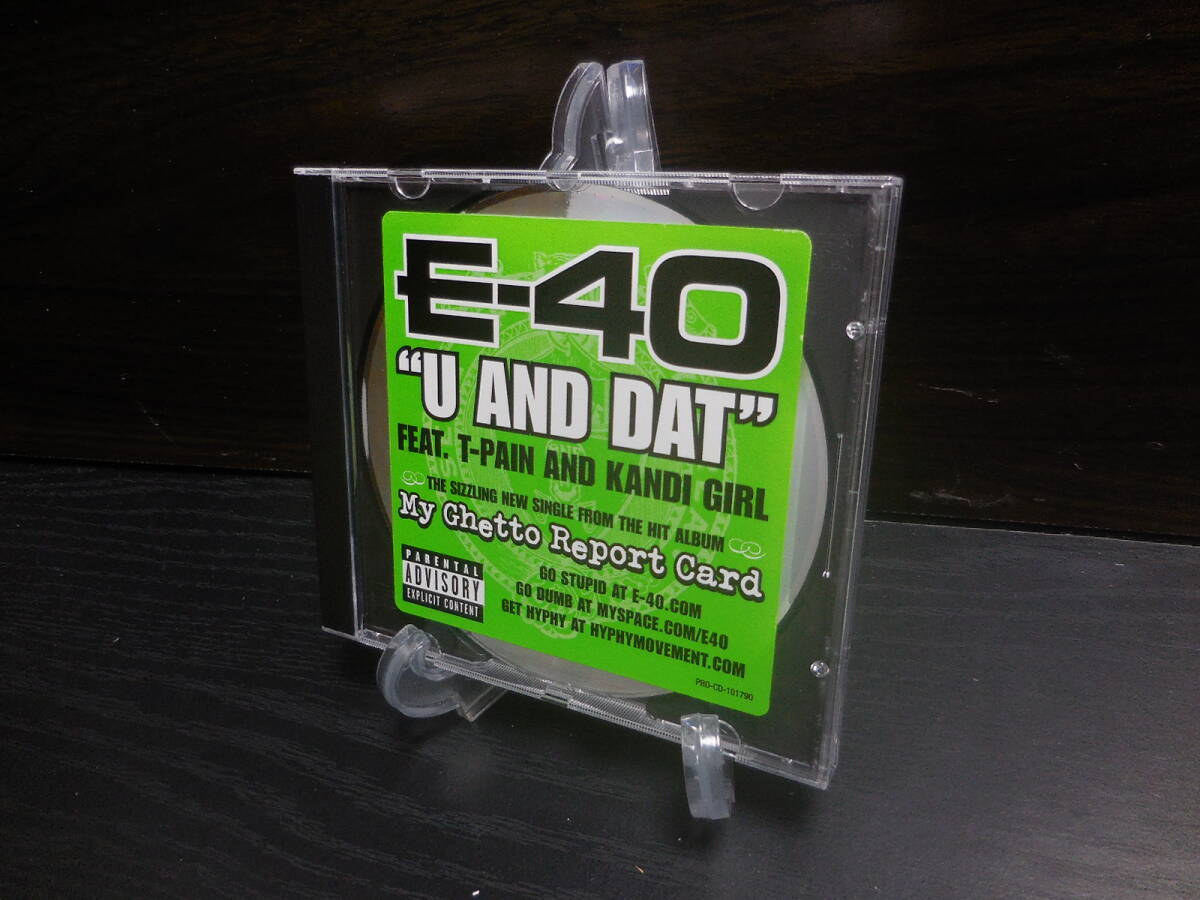 E-40
“U AND DAT”
FEAT. T-PAIN AND KANDI GIRL
THE SIZZLING NEW SINGLE FROM THE HIT ALBUM
My Ghetto Report Card
GO STUPID AT E-40.COM
GO DUMB AT MYSPACE.COM/E40
GET HYPHY AT HYPHYMOVEMENT.COM
PARENTAL
ADVISORY
EXPLICIT CONTENT
PRO-CD-101790